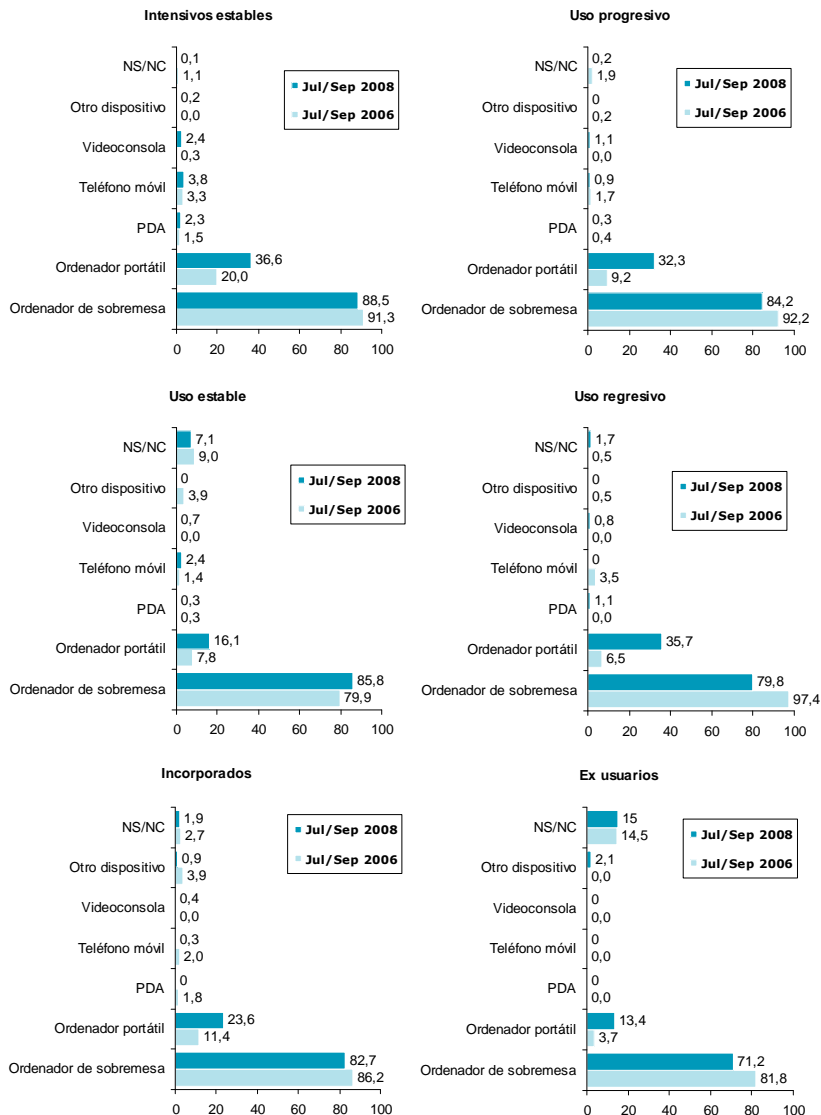 Intensivos estables
NS/NC
0,1
1,1
Otro dispositivo
0,2
0,0
Videoconsola
2,4
0,3
Teléfono móvil
3,8
3,3
PDA
2,3
1,5
Ordenador portátil
36,6
20,0
Ordenador de sobremesa
88,5
91,3
0 20 40 60 80 100
Jul/Sep 2008
Jul/Sep 2006
Uso progresivo
NS/NC
0,2
1,9
Otro dispositivo
0
0,2
Videoconsola
1,1
0,0
Teléfono móvil
0,9
1,7
PDA
0,3
0,4
Ordenador portátil
32,3
9,2
Ordenador de sobremesa
84,2
92,2
0 20 40 60 80 100
Jul/Sep 2008
Jul/Sep 2006
Uso estable
NS/NC
7,1
9,0
Otro dispositivo
0
3,9
Videoconsola
0,7
0,0
Teléfono móvil
2,4
1,4
PDA
0,3
0,3
Ordenador portátil
16,1
7,8
Ordenador de sobremesa
85,8
79,9
0 20 40 60 80 100
Jul/Sep 2008
Jul/Sep 2006
Uso regresivo
NS/NC
1,7
0,5
Otro dispositivo
0
0,5
Videoconsola
0,8
0,0
Teléfono móvil
0
3,5
PDA
1,1
0,0
Ordenador portátil
35,7
6,5
Ordenador de sobremesa
79,8
97,4
0 20 40 60 80 100
Jul/Sep 2008
Jul/Sep 2006
Incorporados
NS/NC
1,9
2,7
Otro dispositivo
0,9
3,9
Videoconsola
0,4
0,0
Teléfono móvil
0,3
2,0
PDA
0
1,8
Ordenador portátil
23,6
11,4
Ordenador de sobremesa
82,7
86,2
0 20 40 60 80 100
Jul/Sep 2008
Jul/Sep 2006
Ex usuarios
NS/NC
15
14,5
Otro dispositivo
2,1
0,0
Videoconsola
0
0,0
Teléfono móvil
0
0,0
PDA
0
0,0
Ordenador portátil
13,4
3,7
Ordenador de sobremesa
71,2
81,8
0 20 40 60 80 100
Jul/Sep 2008
Jul/Sep 2006